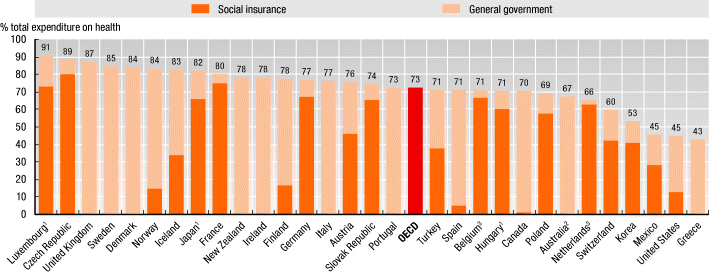 Social insurance General government
% total expenditure on health
100
90
80
70
60
50
40
30
20
10
0
91 89 87 85 84 84 83 82 80 78 78 78 77 77 76 74 73 73 71 71 71 71 70 69 67 66 60 53 45 45 43
Luxembourg¹ Czech Republic United Kingdom Sweden Denmark Norway Iceland Japan¹ France New Zealand Ireland Finland Germany Italy Austria Slovak Republic Portugal OECD Turkey Spain Belgium³ Hungary¹ Canada Poland Australia² Netherlands³ Switzerland Korea Mexico United States Greece